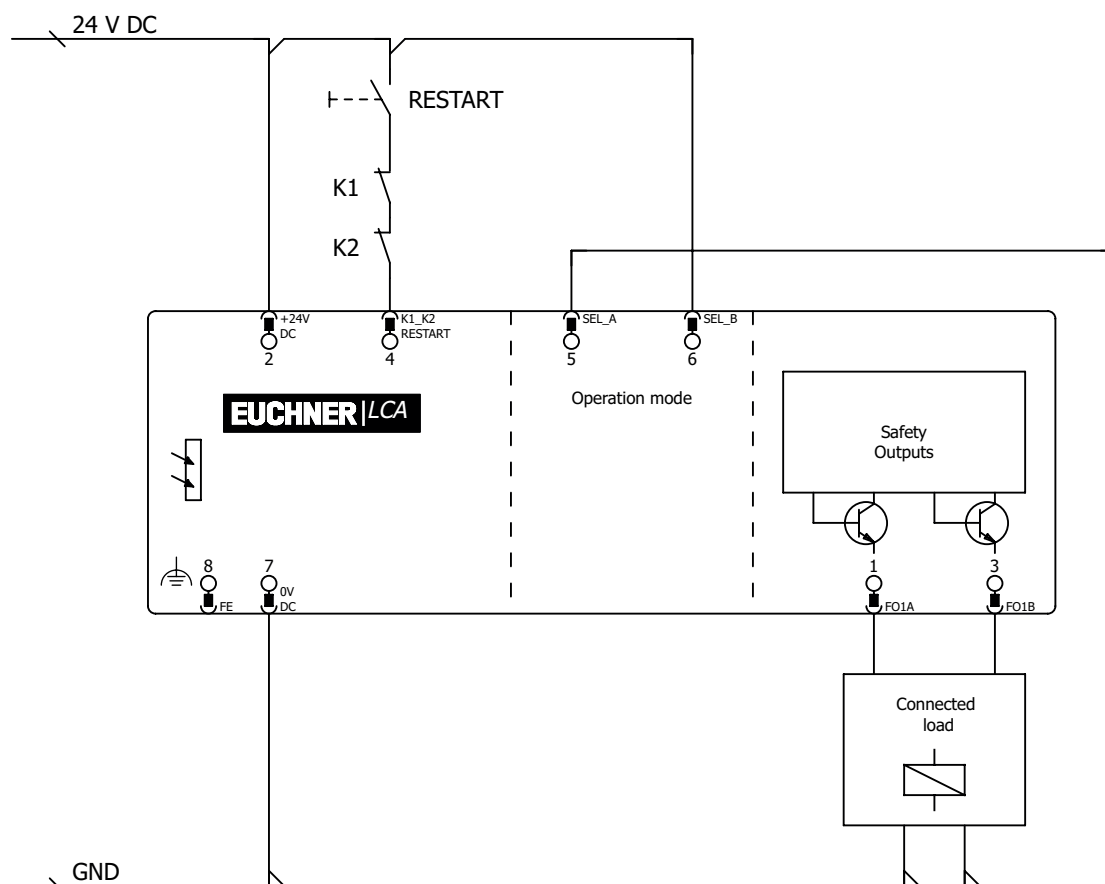 24 V DC
RESTART
K1
K2
+24V
DC
2
K1_K2
RESTART
4
SEL_A
5
SEL_B
6
EUCHNER LCA
Operation mode
Safety
Outputs
8
FE
7
0V
DC
1
FO1A
3
FO1B
Connected
load
GND